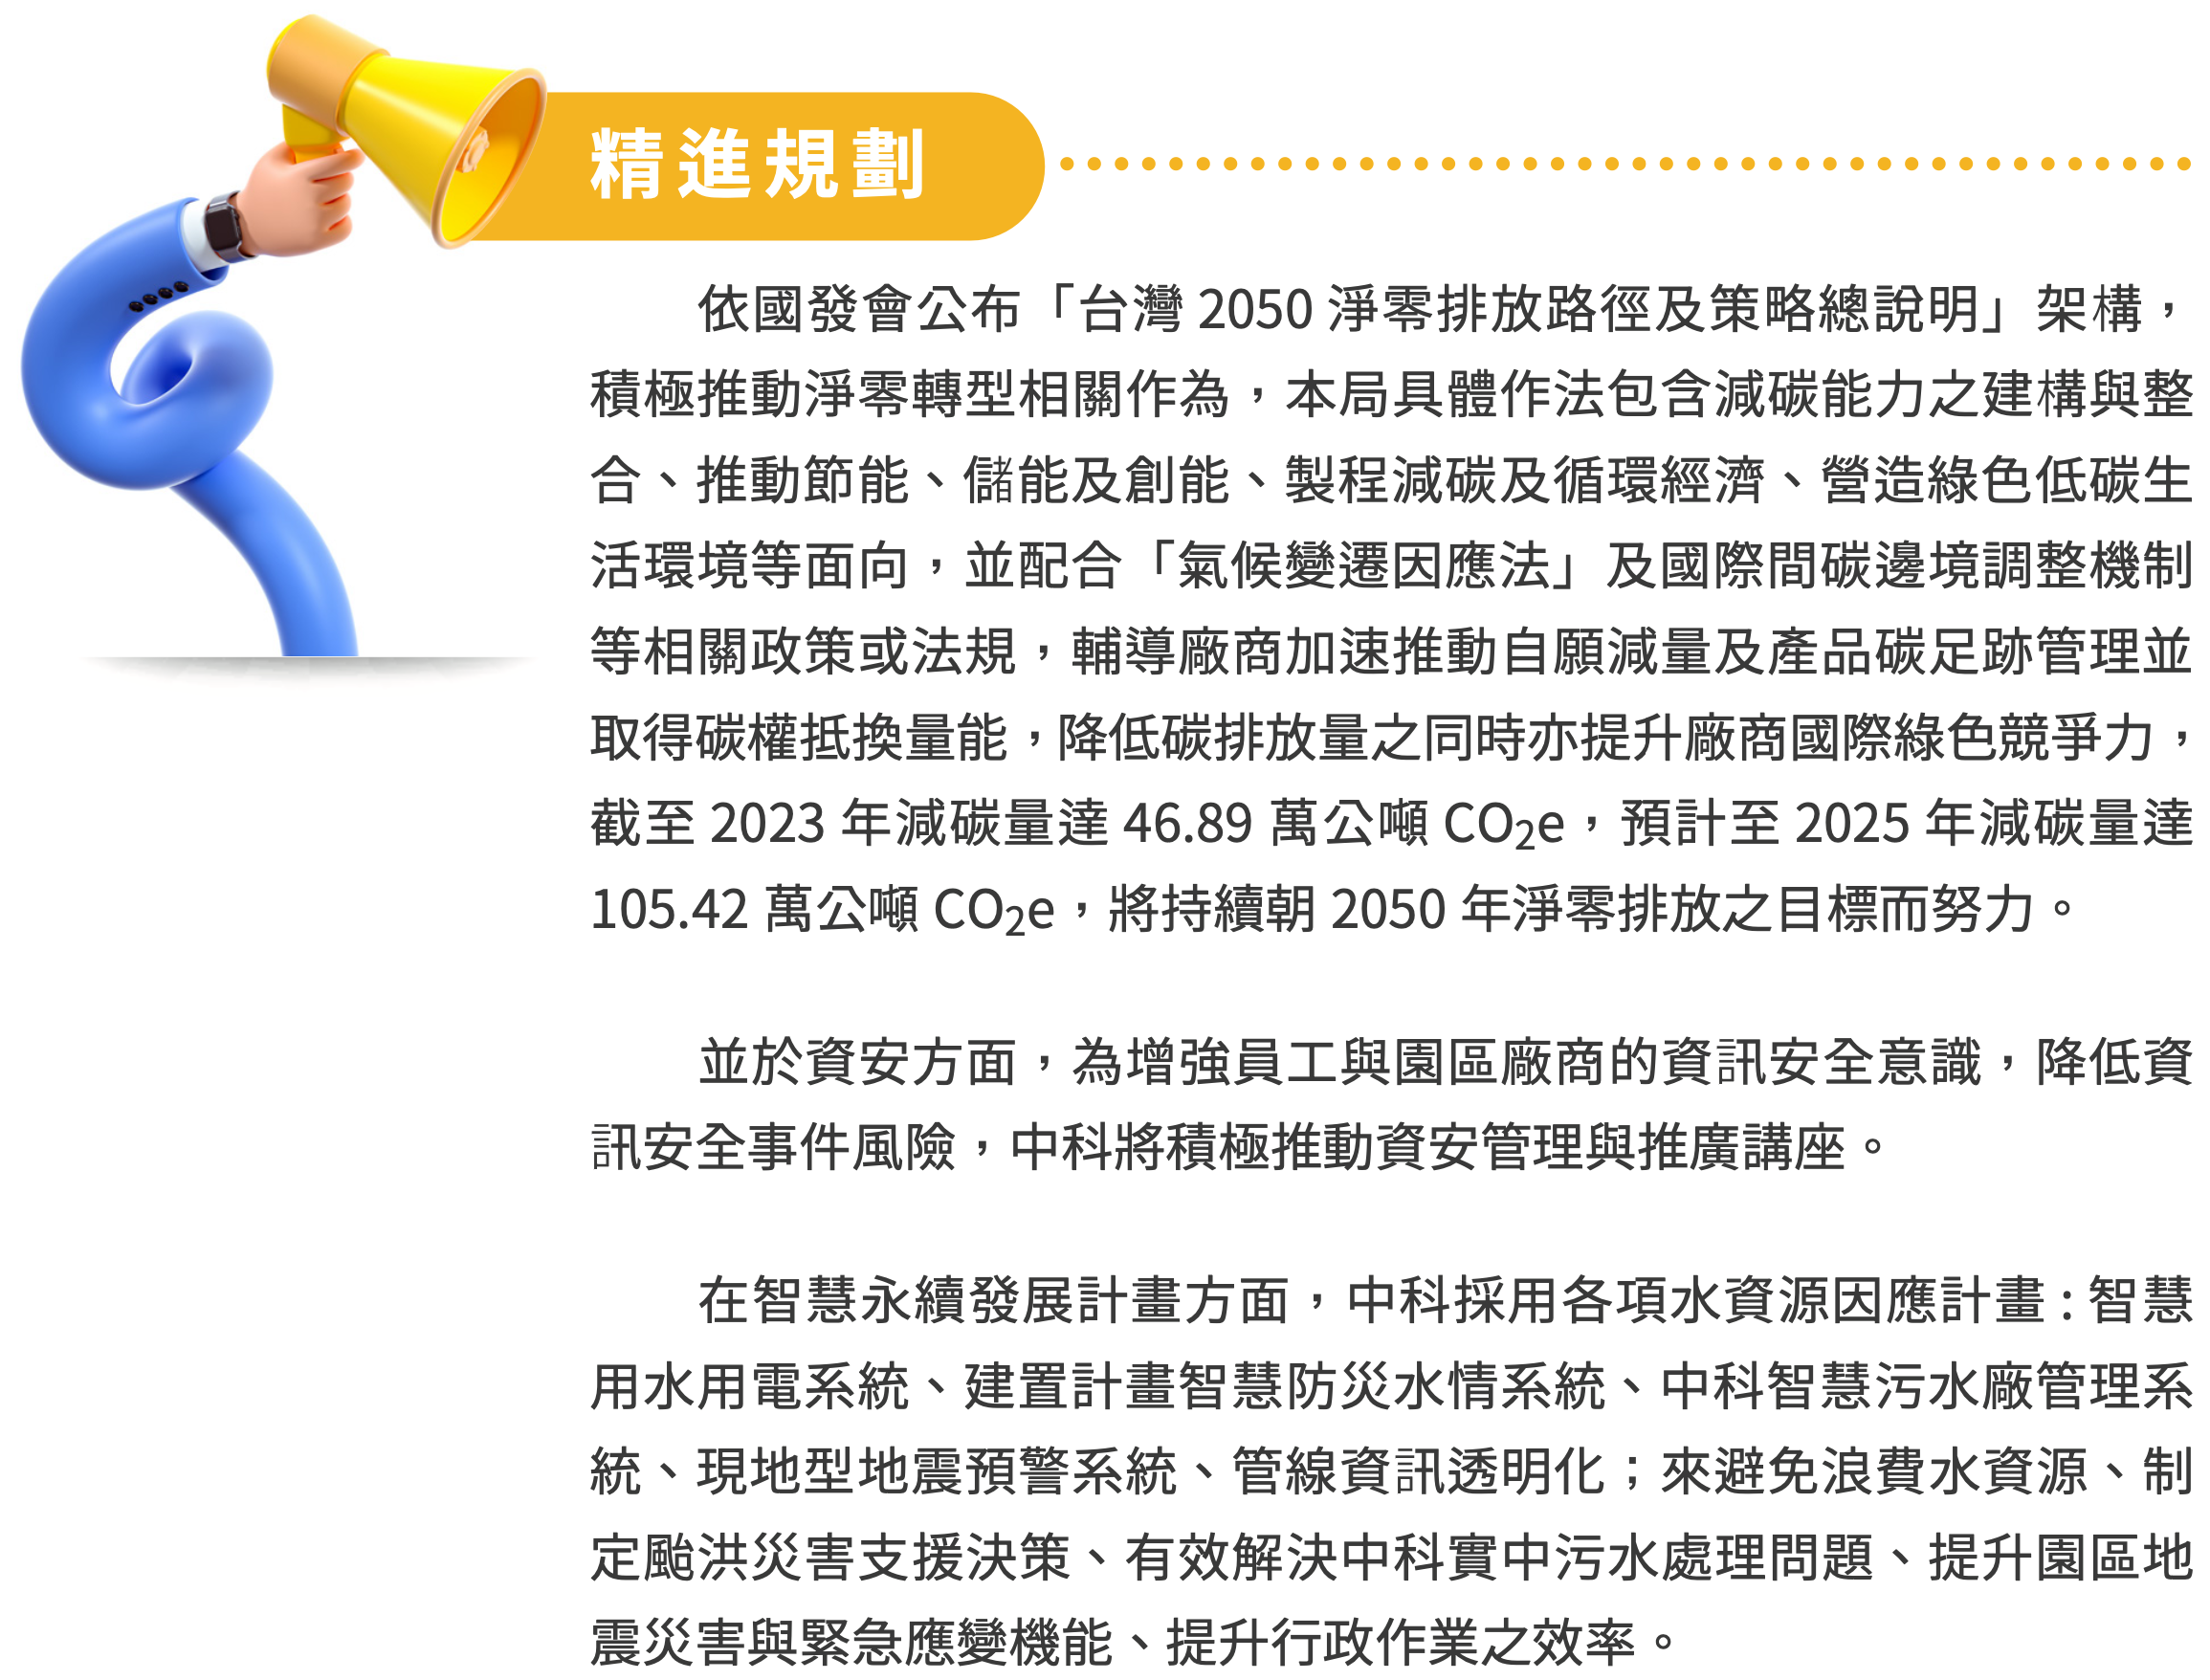 精進規劃
依國發會公布「台灣 2050 淨零排放路徑及策略總說明」架構，
積極推動淨零轉型相關作為，本局具體作法包含減碳能力之建構與整
合、推動節能、儲能及創能、製程減碳及循環經濟、營造綠色低碳生
活環境等面向，並配合「氣候變遷因應法」及國際間碳邊境調整機制
等相關政策或法規，輔導廠商加速推動自願減量及產品碳足跡管理並
取得碳權抵換量能，降低碳排放量之同時亦提升廠商國際綠色競爭力，
截至 2023 年減碳量達 46.89 萬公噸 CO₂e，預計至 2025 年減碳量達
105.42 萬公噸 CO₂e，將持續朝 2050 年淨零排放之目標而努力。
並於資安方面，為增強員工與園區廠商的資訊安全意識，降低資
訊安全事件風險，中科將積極推動資安管理與推廣講座。
在智慧永續發展計畫方面，中科採用各項水資源因應計畫 : 智慧
用水用電系統、建置計畫智慧防災水情系統、中科智慧污水廠管理系
統、現地型地震預警系統、管線資訊透明化；來避免浪費水資源、制
定颱洪災害支援決策、有效解決中科實中污水處理問題、提升園區地
震災害與緊急應變機能、提升行政作業之效率。